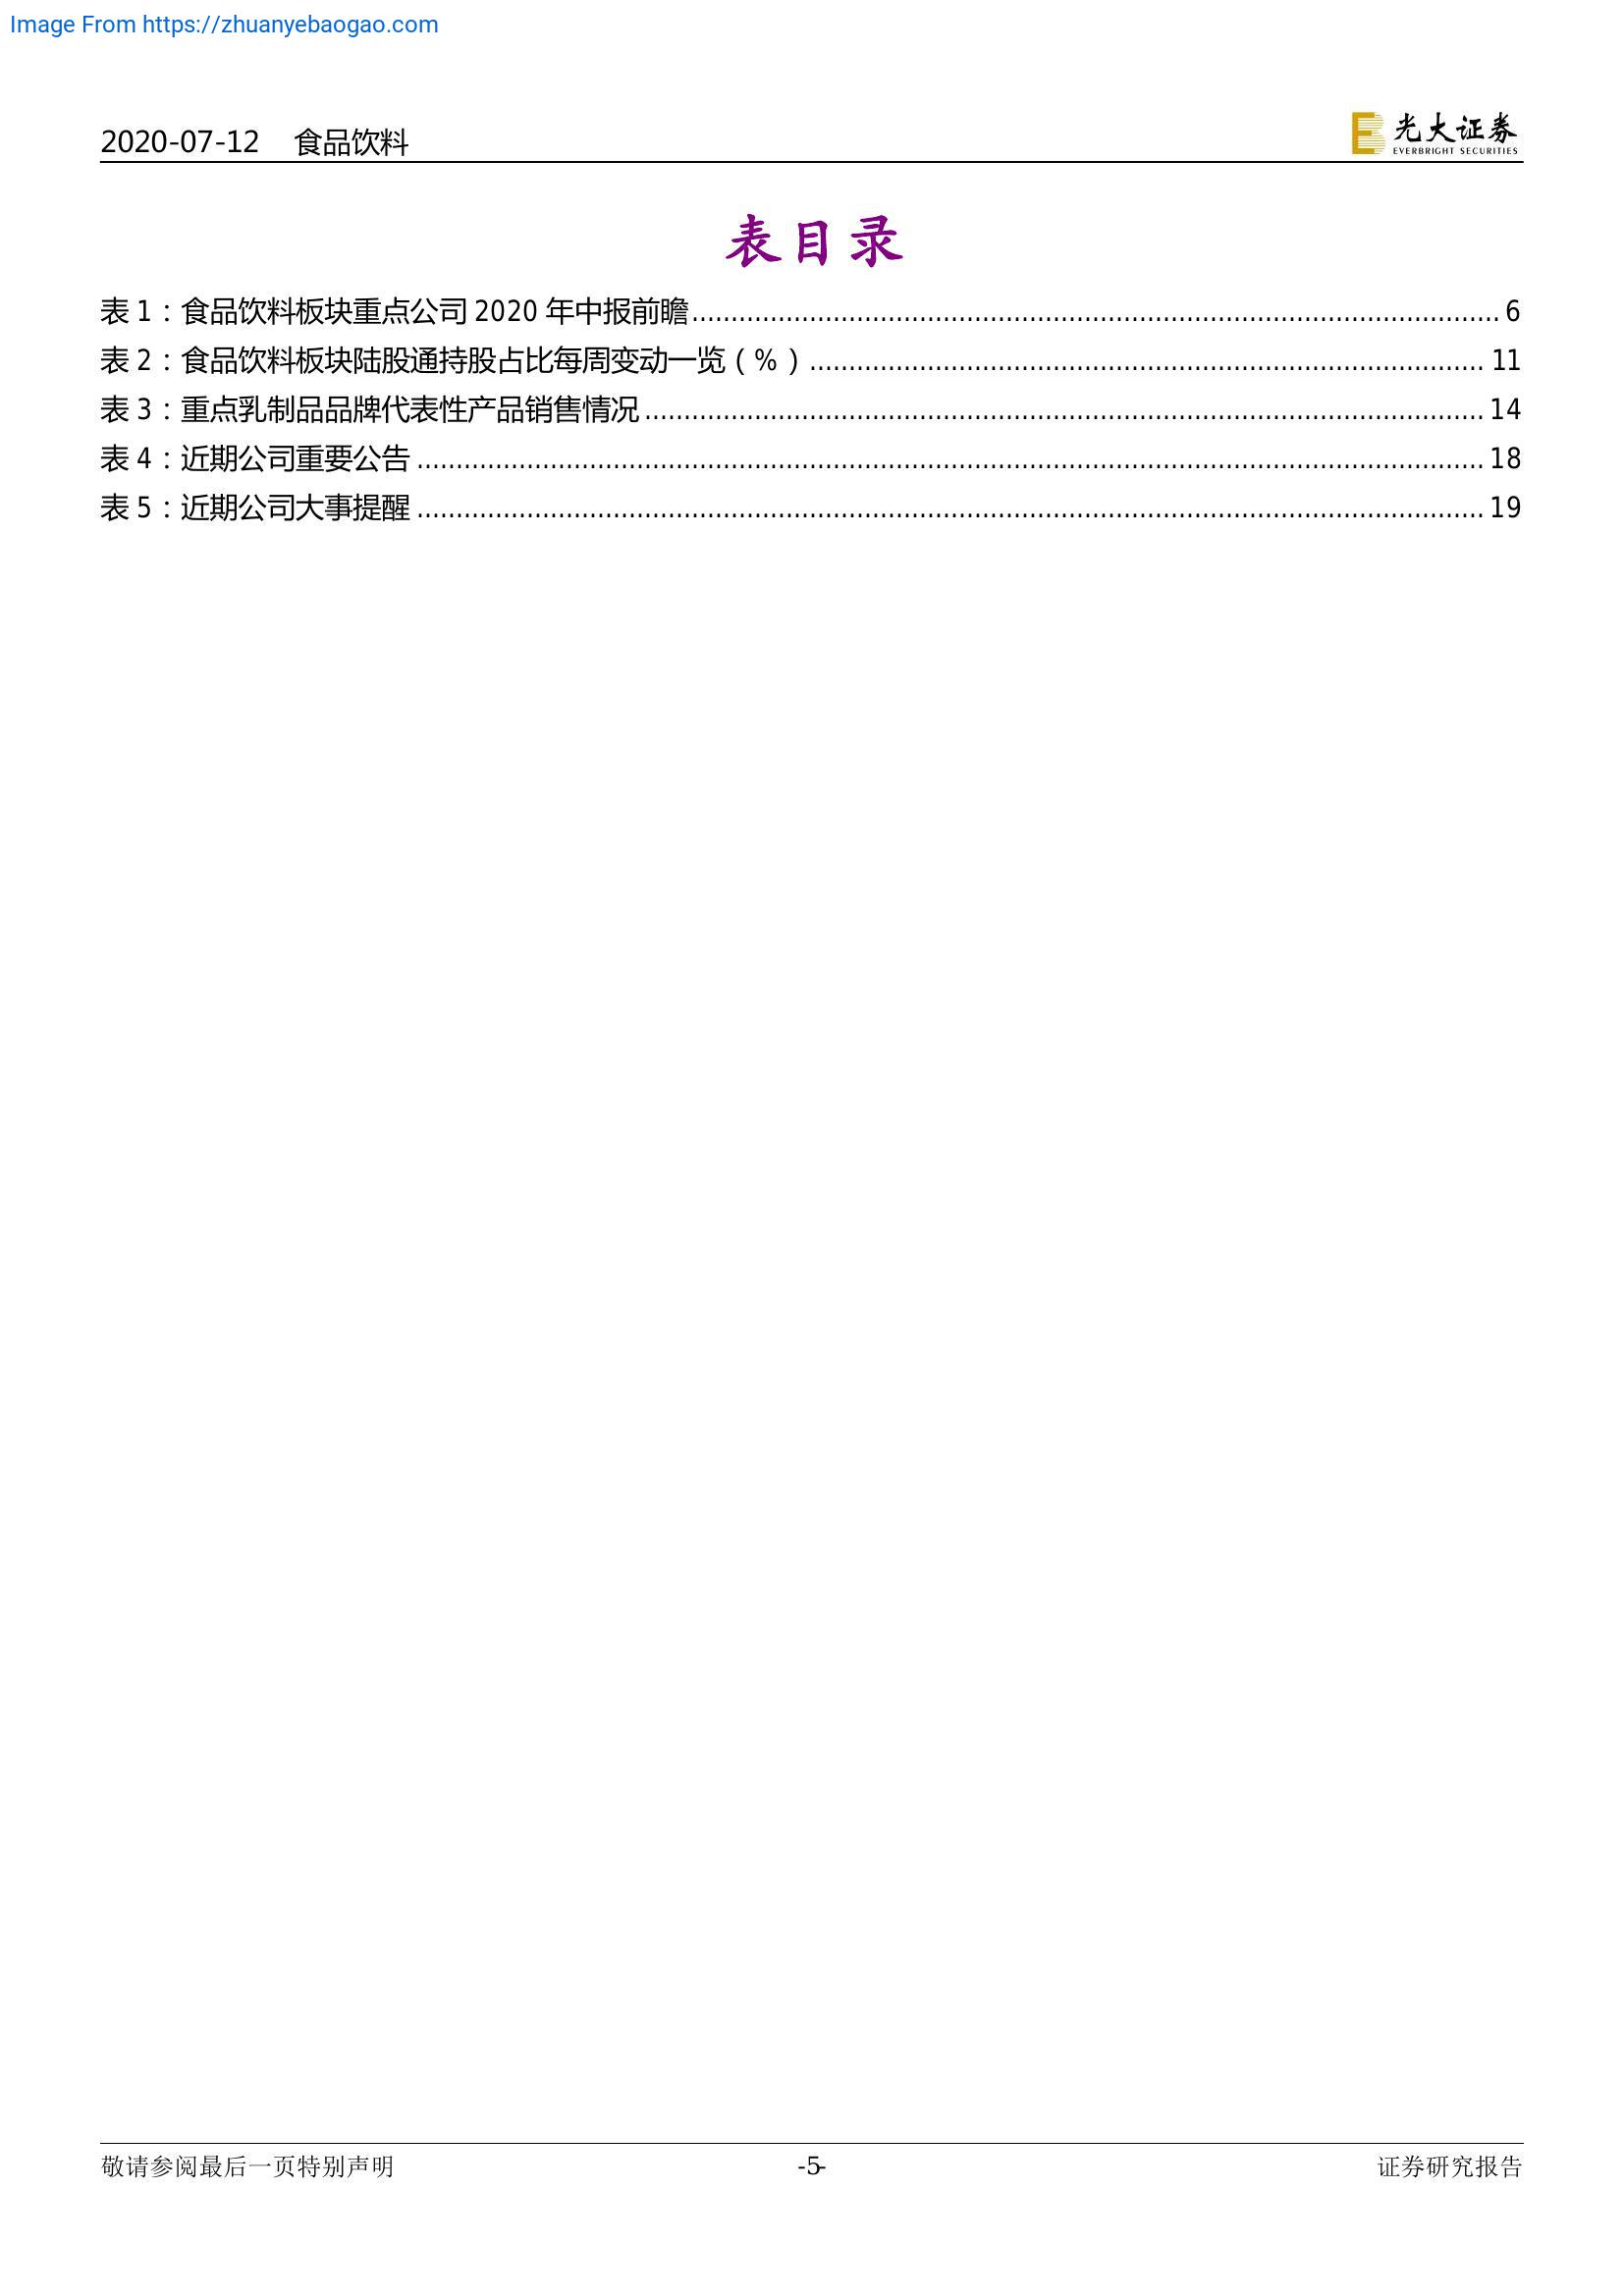 Image From https://zhuanyebaogao.com
2020-07-12 食品饮料
光大证券
EVERBRIGHT SECURITIES
表目录
表 1：食品饮料板块重点公司 2020 年中报前瞻........................................................................................................ 6
表 2：食品饮料板块陆股通持股占比每周变动一览（%）....................................................................................... 11
表 3：重点乳制品品牌代表性产品销售情况............................................................................................................ 14
表 4：近期公司重要公告......................................................................................................................................... 18
表 5：近期公司大事提醒......................................................................................................................................... 19
敬请参阅最后一页特别声明 -5- 证券研究报告